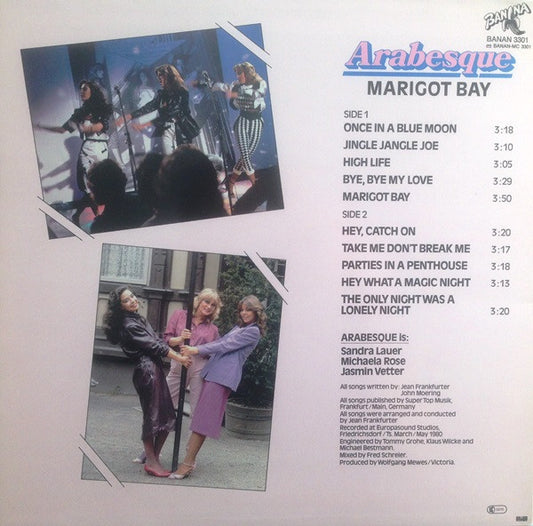 BANANA
BANAN 3301
BANAN-MC 3301
Arabesque
MARIGOT BAY
SIDE 1
ONCE IN A BLUE MOON 3:18
JINGLE JANGLE JOE 3:10
HIGH LIFE 3:05
BYE, BYE MY LOVE 3:29
MARIGOT BAY 3:50
SIDE 2
HEY, CATCH ON 3:20
TAKE ME DON'T BREAK ME 3:17
PARTIES IN A PENTHOUSE 3:18
HEY WHAT A MAGIC NIGHT 3:13
THE ONLY NIGHT WAS A
LONELY NIGHT 3:20
ARABESQUE is:
Sandra Lauer
Michaela Rose
Jasmin Vetter
All songs written by: Jean Frankfurter
John Moering
All songs published by SuperTop Musik,
Frankfurt/Main, Germany
All songs were arranged and conducted
by Jean Frankfurter
Recorded at Europasound Studios,
Friedrichsdorf/Ts. March/May 1980
Engineered by Tommy Grohe, Klaus Wilcke and
Michael Bestmann.
Mixed by Fred Schreier.
Produced by Wolfgang Mewes/Victoria.